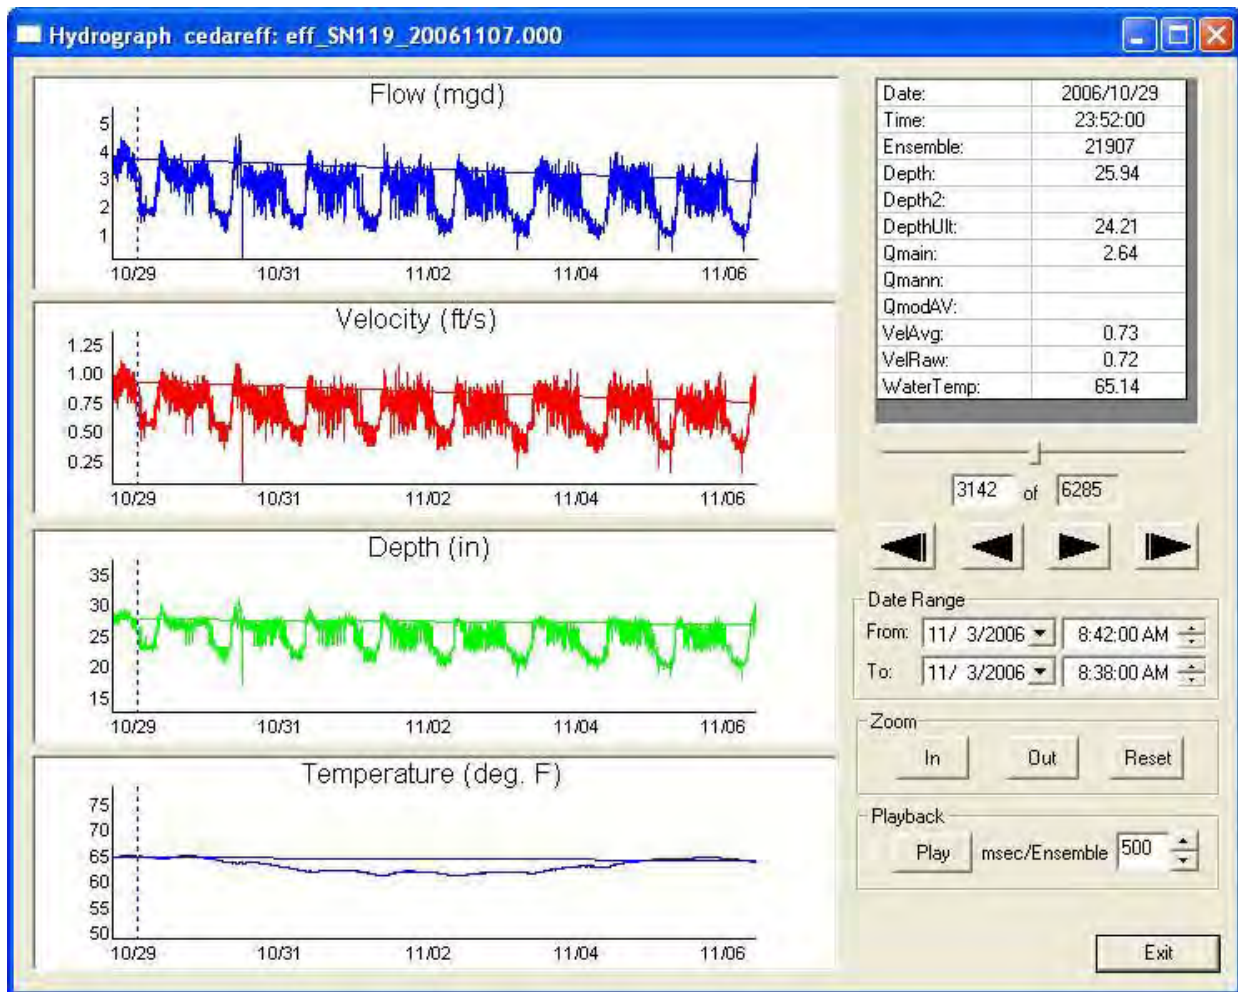 Hydrograph cedareff: eff_SN119_20061107.000
Flow (mgd)
5
4
3
2
1
10/29 10/31 11/02 11/04 11/06
Velocity (ft/s)
1.25
1.00
0.75
0.50
0.25
10/29 10/31 11/02 11/04 11/06
Depth (in)
35
30
25
20
15
10/29 10/31 11/02 11/04 11/06
Temperature (deg. F)
75
70
65
60
55
50
10/29 10/31 11/02 11/04 11/06
Date: 2006/10/29
Time: 23:52:00
Ensemble: 21907
Depth: 25.94
Depth2:
DepthUlt: 24.21
Qmain: 2.64
Qmann:
QmodAV:
VelAvg: 0.73
VelRaw: 0.72
WaterTemp: 65.14
3142 of 6285
Date Range
From: 11/ 3/2006 8:42:00 AM
To: 11/ 3/2006 8:38:00 AM
Zoom
In Out Reset
Playback
Play msec/Ensemble 500
Exit